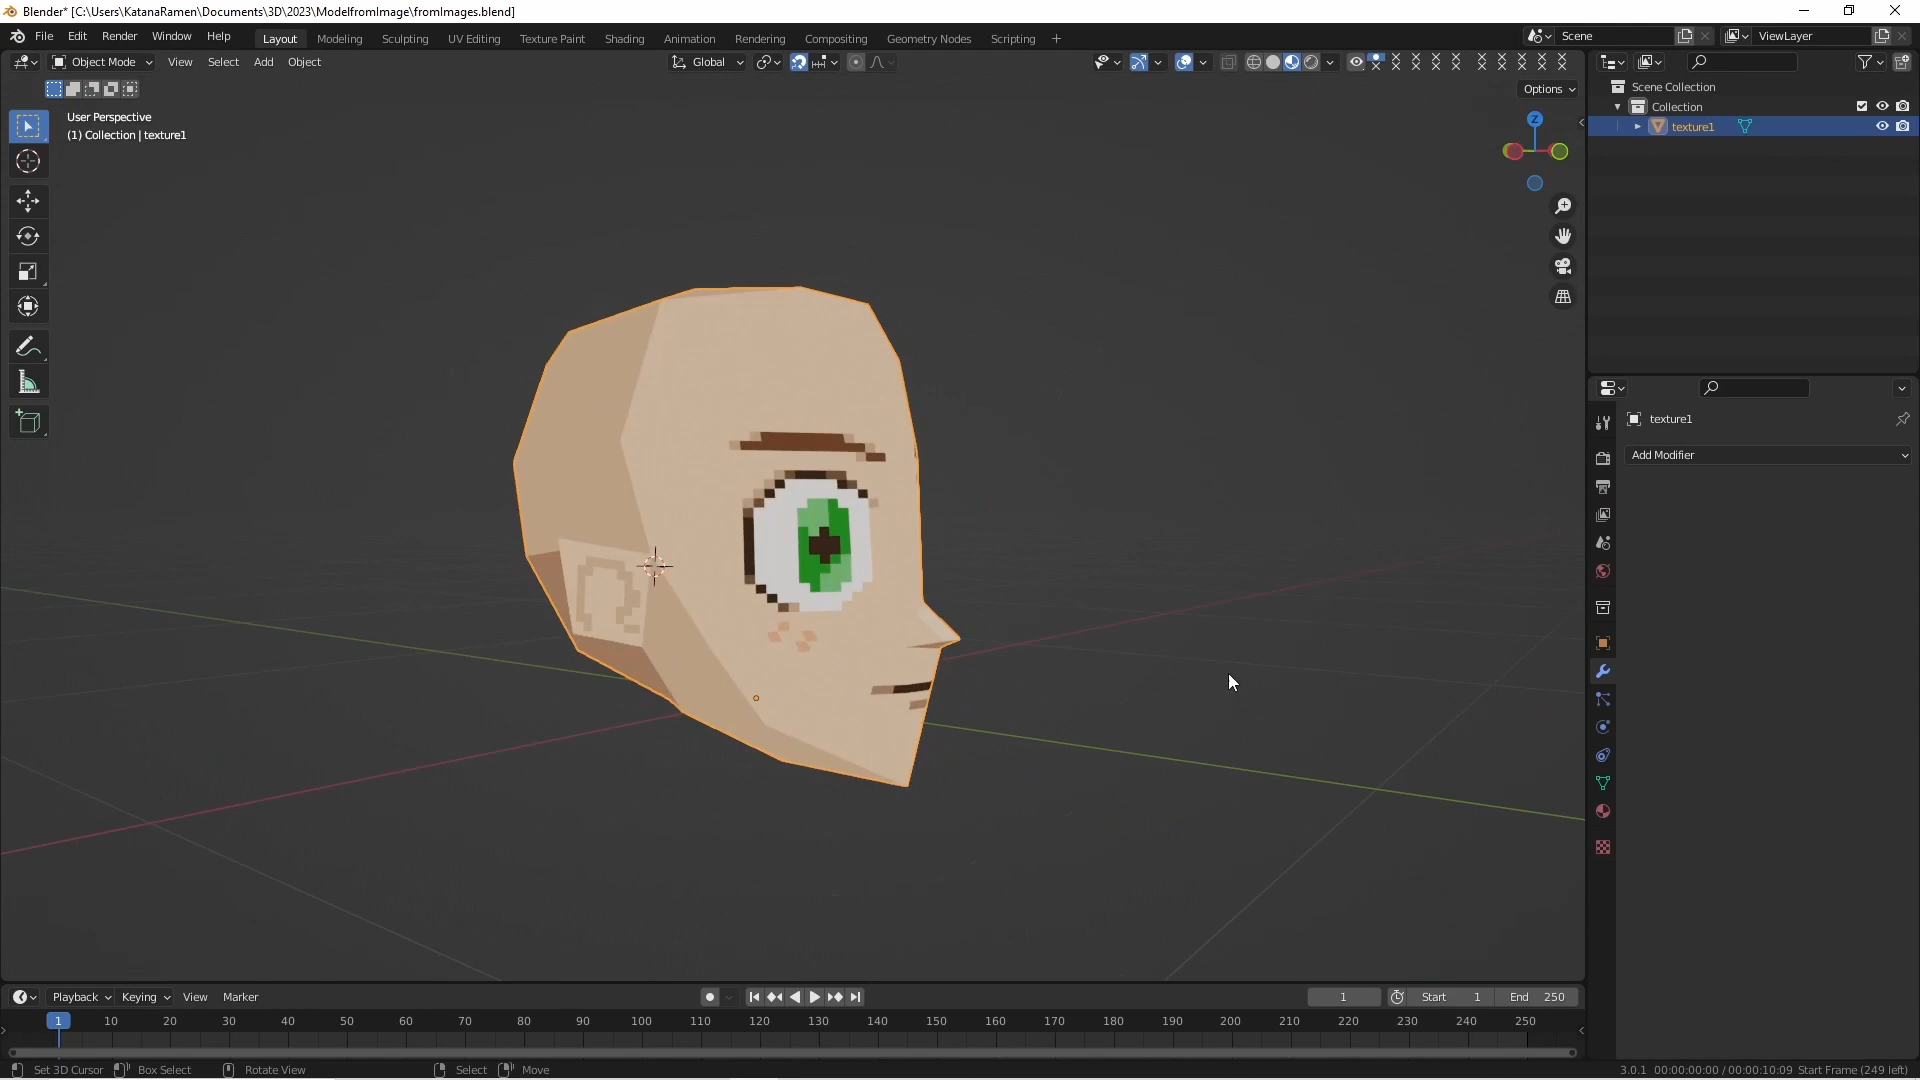 Blender* [C:\Users\KatanaRamen\Documents\3D\2023\ModelfromImage\fromImages.blend]
File Edit Render Window Help Layout Modeling Sculpting UV Editing Texture Paint Shading Animation Rendering Compositing Geometry Nodes Scripting + Scene ViewLayer
Object Mode View Select Add Object Global
Options
User Perspective
(1) Collection | texture1
Z
Scene Collection
Collection
texture1
texture1
Add Modifier
Playback Keying View Marker 1 Start 1 End 250
1 10 20 30 40 50 60 70 80 90 100 110 120 130 140 150 160 170 180 190 200 210 220 230 240 250
Set 3D Cursor Box Select Rotate View Select Move 3.0.1 00:00:00:00 / 00:00:10:09 Start Frame (249 left)